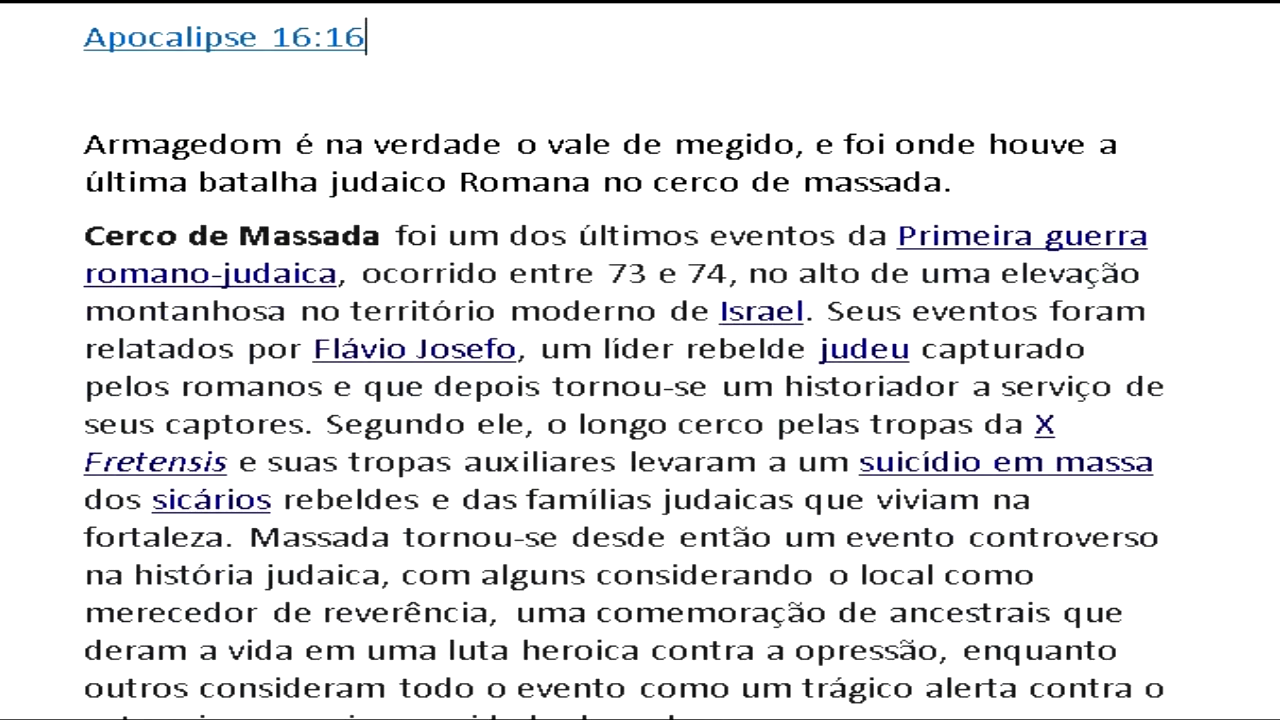 Apocalipse 16:16
Armagedom é na verdade o vale de megido, e foi onde houve a
última batalha judaico Romana no cerco de massada.
Cerco de Massada foi um dos últimos eventos da Primeira guerra
romano-judaica, ocorrido entre 73 e 74, no alto de uma elevação
montanhosa no território moderno de Israel. Seus eventos foram
relatados por Flávio Josefo, um líder rebelde judeu capturado
pelos romanos e que depois tornou-se um historiador a serviço de
seus captores. Segundo ele, o longo cerco pelas tropas da X
Fretensis e suas tropas auxiliares levaram a um suicídio em massa
dos sicários rebeldes e das famílias judaicas que viviam na
fortaleza. Massada tornou-se desde então um evento controverso
na história judaica, com alguns considerando o local como
merecedor de reverência, uma comemoração de ancestrais que
deram a vida em uma luta heroica contra a opressão, enquanto
outros consideram todo o evento como um trágico alerta contra o